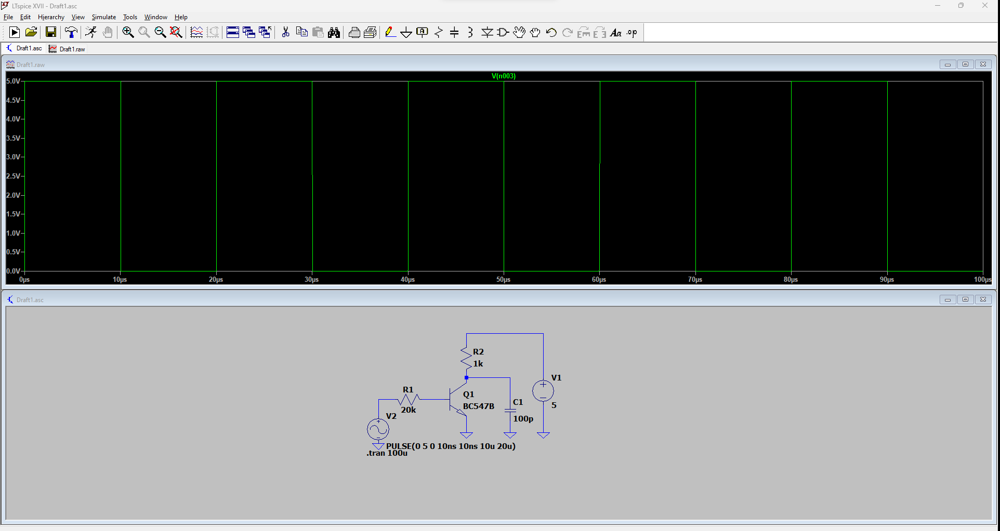 LTspice XVII - Draft1.asc
File Edit Hierarchy View Simulate Tools Window Help
A Aa .op
Draft1.asc Draft1.raw
Draft1.raw
V(n003)
5.0V
4.5V
4.0V
3.5V
3.0V
2.5V
2.0V
1.5V
1.0V
0.5V
0.0V
0µs 10µs 20µs 30µs 40µs 50µs 60µs 70µs 80µs 90µs 100µs
Draft1.asc
R2
1k
V1
R1
Q1
BC547B
C1
5
20k
V2
100p
PULSE(0 5 0 10ns 10ns 10u 20u)
.tran 100u